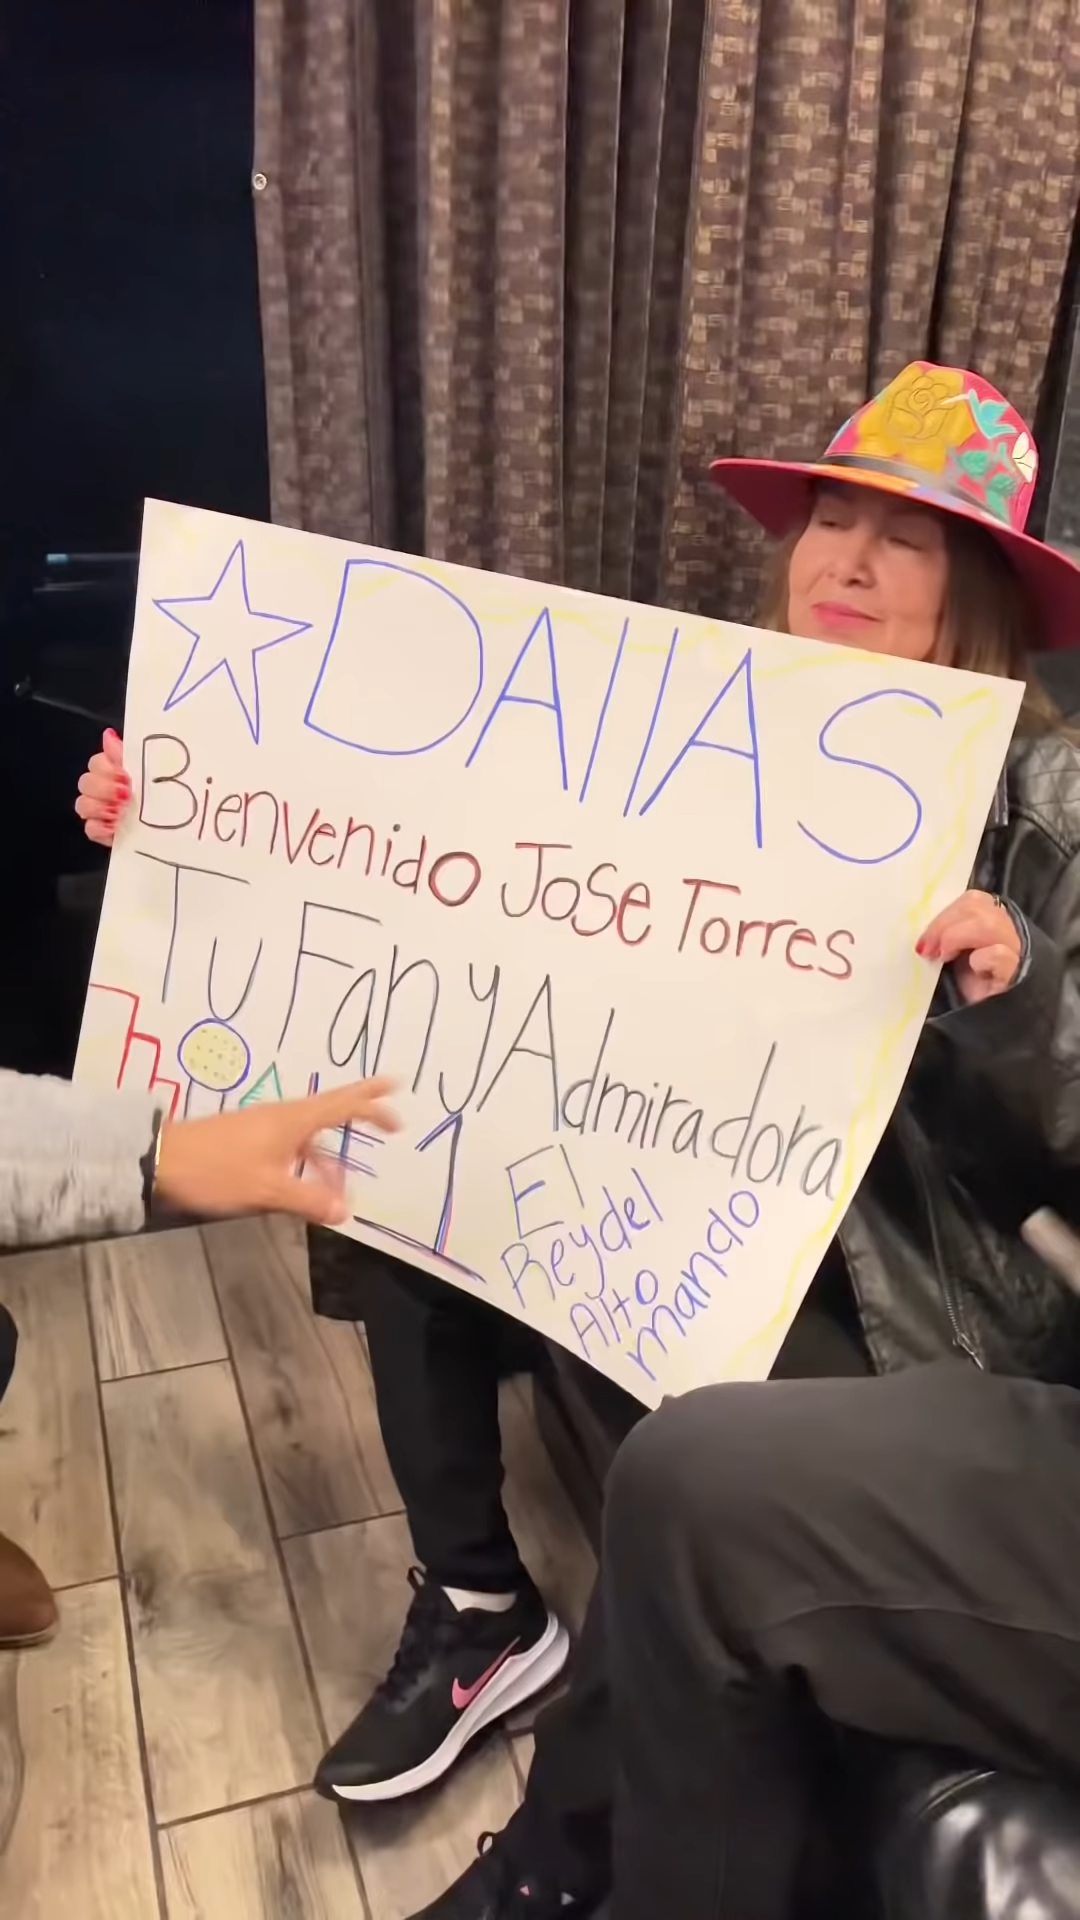 DAllAS
Bienvenido Jose Torres
Tu Fan y Admiradora
#1
El
Rey del
Alto
mando